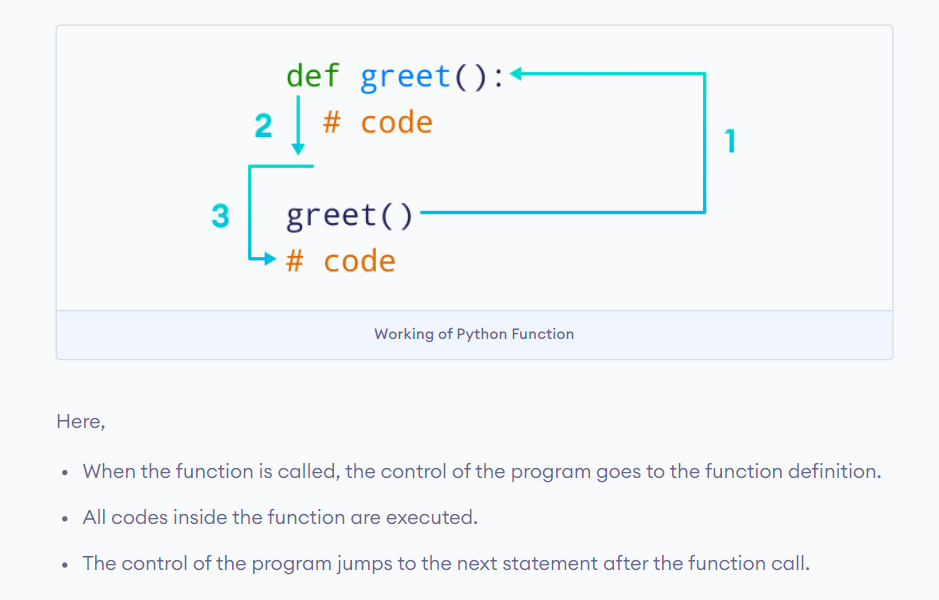 def greet():
2
# code
1
3
greet()
# code
Working of Python Function
Here,
• When the function is called, the control of the program goes to the function definition.
• All codes inside the function are executed.
• The control of the program jumps to the next statement after the function call.